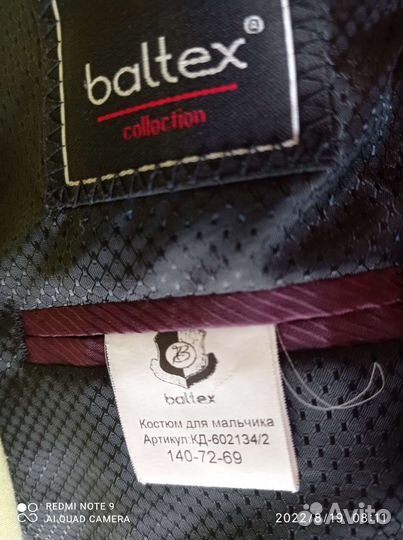 baltex®
collection
B
baltex
Костюм для мальчика
Артикул:КД-602134/2
140-72-69
REDMI NOTE 9
AI QUAD CAMERA
2022/8/19 08:11
Avito